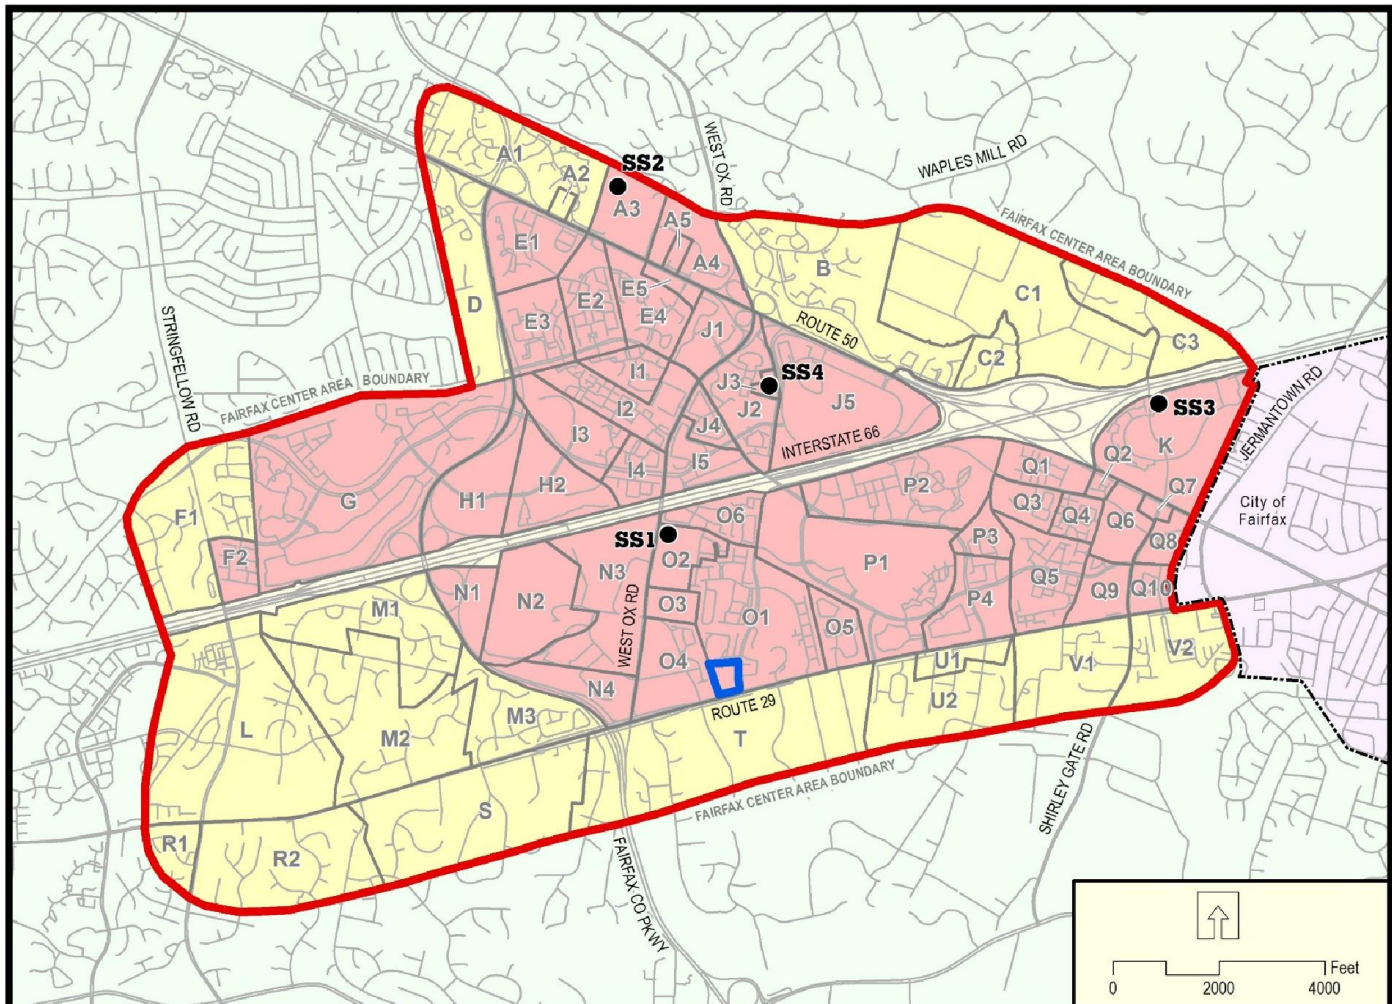 WEST OX RD
WAPLES MILL RD
A1
SS2
A2
A3
A5
FAIRFAX CENTER AREA BOUNDARY
E1
A4
B
E5
C1
D
E2
STRINGFELLOW RD
E3
E4
J1
ROUTE 50
C3
C2
I1
J3
SS4
JERMANTOWN RD
FAIRFAX CENTER AREA BOUNDARY
I2
J2
J5
SS3
I3
J4
INTERSTATE 66
K
I4
I5
Q1
Q2
G
H1
H2
P2
Q7
City of
Fairfax
Q3
Q4
Q6
F1
O6
SS1
Q8
F2
O2
P3
N3
P1
Q5
N1
N2
O3
Q9
Q10
M1
WEST OX RD
O1
O5
P4
O4
V2
U1
V1
N4
U2
ROUTE 29
L
M2
M3
T
S
FAIRFAX CENTER AREA BOUNDARY
SHIRLEY GATE RD
R1
R2
FAIRFAX CO PKWY
Feet
0
2000
4000